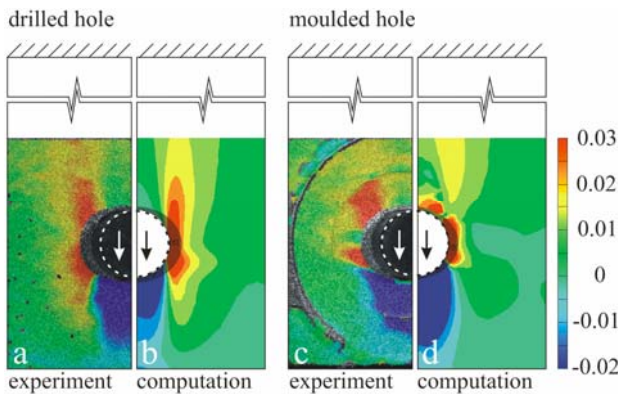 drilled hole
moulded hole
0.03
0.02
0.01
0
-0.01
-0.02
a
b
c
d
experiment
computation
experiment
computation